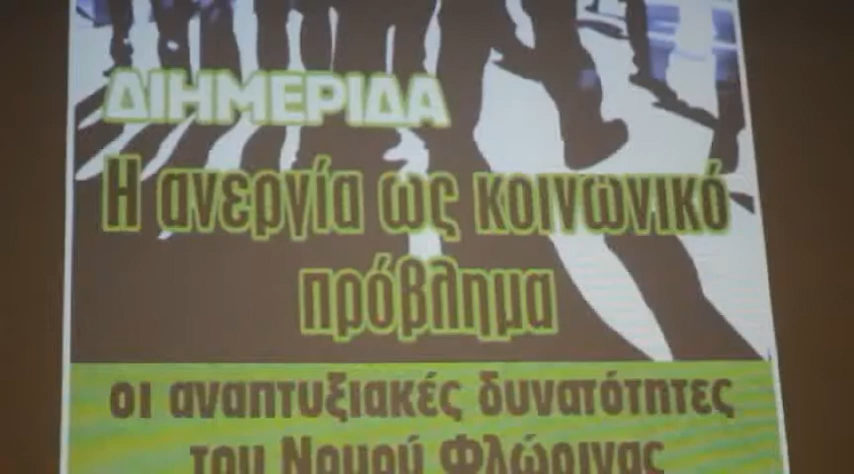 ΔΙΗΜΕΡΙΔΑ
Η ανεργία ως κοινωνικό
πρόβλημα
οι αναπτυξιακές δυνατότητες
του Νομού Φλώρινας